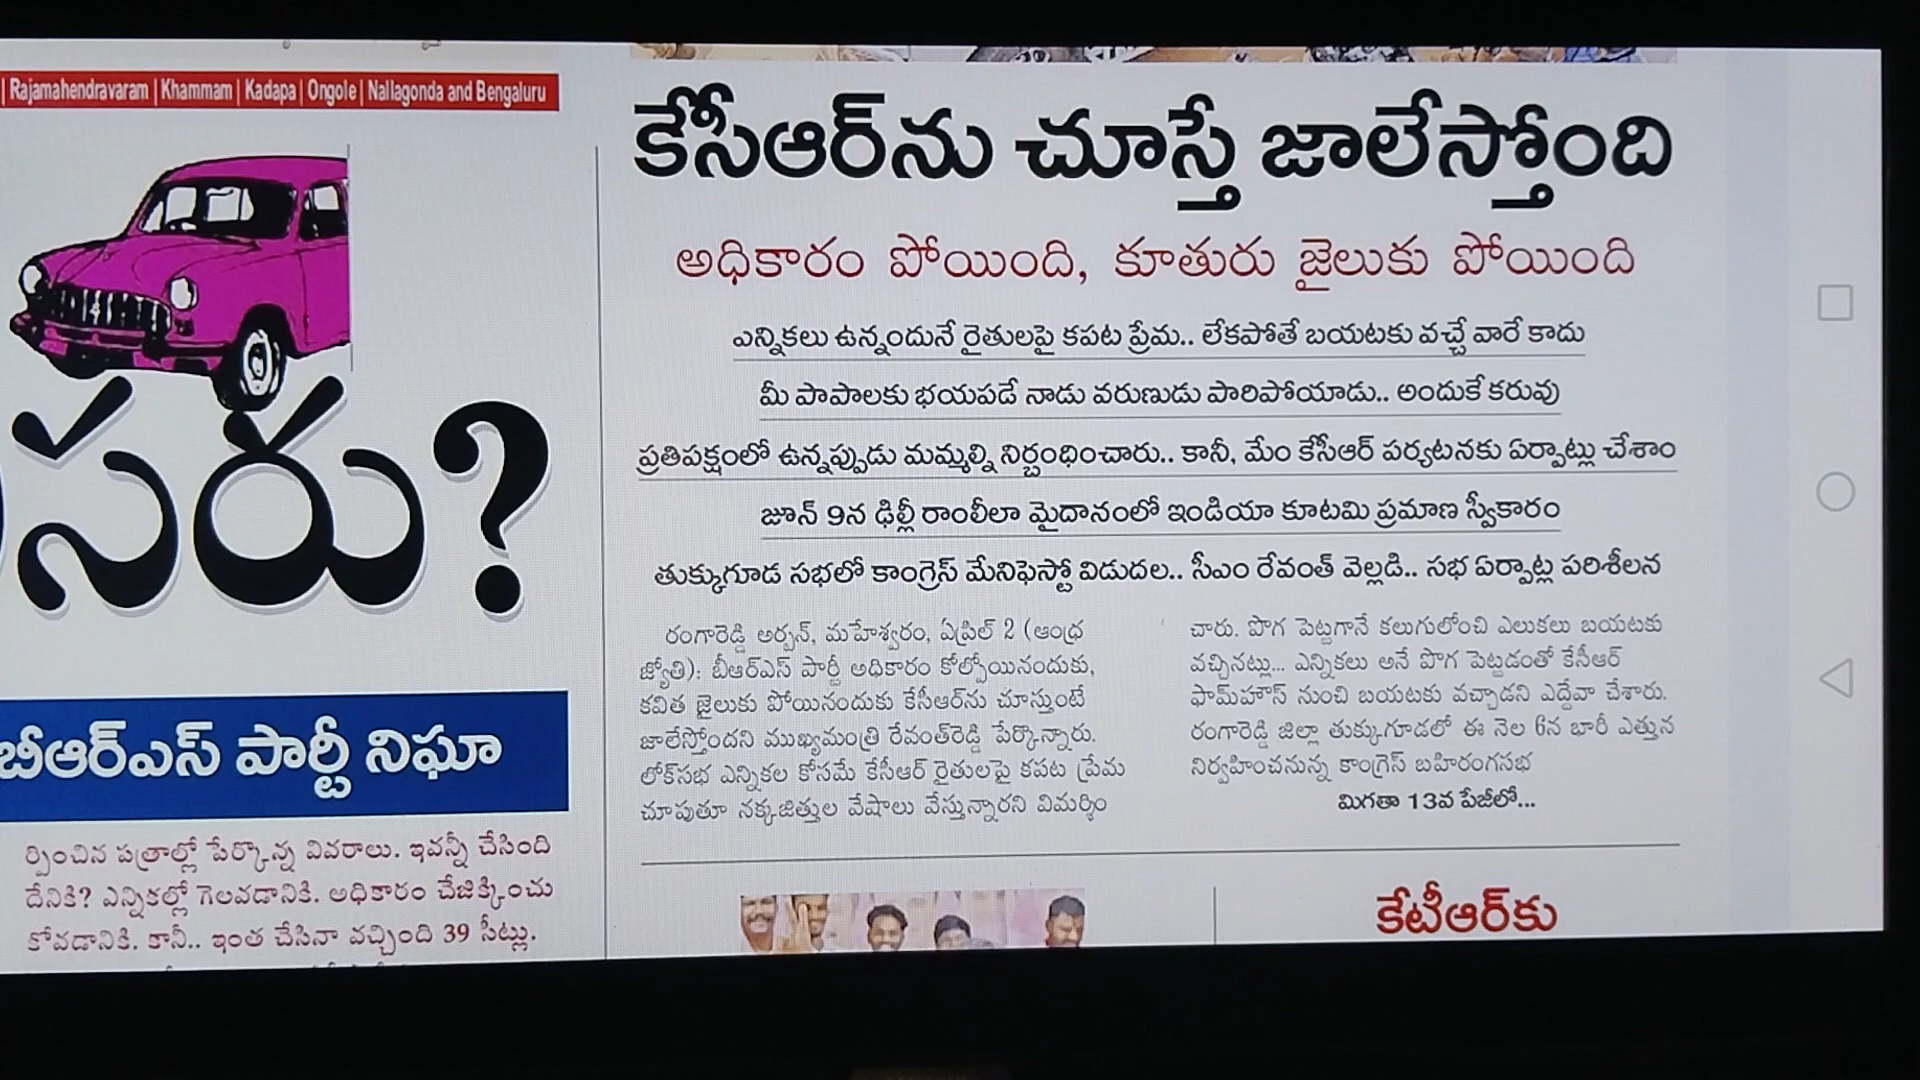 | Rajamahendravaram | Khammam | Kadapa | Ongole | Nallagonda and Bengaluru
సరు?
బీఆర్ఎస్ పార్టీ నిఘా
ర్పించిన పత్రాల్లో పేర్కొన్న వివరాలు. ఇవన్నీ చేసింది
దేనికి? ఎన్నికల్లో గెలవడానికి. అధికారం చేజిక్కించు
కోవడానికి. కానీ.. ఇంత చేసినా వచ్చింది 39 సీట్లు.
కేసీఆర్‌ను చూస్తే జాలేస్తోంది
అధికారం పోయింది, కూతురు జైలుకు పోయింది
ఎన్నికలు ఉన్నందునే రైతులపై కపట ప్రేమ.. లేకపోతే బయటకు వచ్చే వారే కాదు
మీ పాపాలకు భయపడే నాడు వరుణుడు పారిపోయాడు.. అందుకే కరువు
ప్రతిపక్షంలో ఉన్నప్పుడు మమ్మల్ని నిర్బంధించారు.. కానీ, మేం కేసీఆర్ పర్యటనకు ఏర్పాట్లు చేశాం
జూన్ 9న ఢిల్లీ రాంలీలా మైదానంలో ఇండియా కూటమి ప్రమాణ స్వీకారం
తుక్కుగూడ సభలో కాంగ్రెస్ మేనిఫెస్టో విడుదల.. సీఎం రేవంత్ వెల్లడి.. సభ ఏర్పాట్ల పరిశీలన
రంగారెడ్డి అర్బన్, మహేశ్వరం, ఏప్రిల్ 2 (ఆంధ్ర
జ్యోతి): బీఆర్ఎస్ పార్టీ అధికారం కోల్పోయినందుకు,
కవిత జైలుకు పోయినందుకు కేసీఆర్‌ను చూస్తుంటే
జాలేస్తోందని ముఖ్యమంత్రి రేవంత్‌రెడ్డి పేర్కొన్నారు.
లోక్‌సభ ఎన్నికల కోసమే కేసీఆర్ రైతులపై కపట ప్రేమ
చూపుతూ నక్కజిత్తుల వేషాలు వేస్తున్నారని విమర్శిం
చారు. పొగ పెట్టగానే కలుగులోంచి ఎలుకలు బయటకు
వచ్చినట్లు... ఎన్నికలు అనే పొగ పెట్టడంతో కేసీఆర్
ఫామ్‌హౌస్ నుంచి బయటకు వచ్చాడని ఎద్దేవా చేశారు.
రంగారెడ్డి జిల్లా తుక్కుగూడలో ఈ నెల 6న భారీ ఎత్తున
నిర్వహించనున్న కాంగ్రెస్ బహిరంగసభ
మిగతా 13వ పేజీలో...
కేటీఆర్‌కు